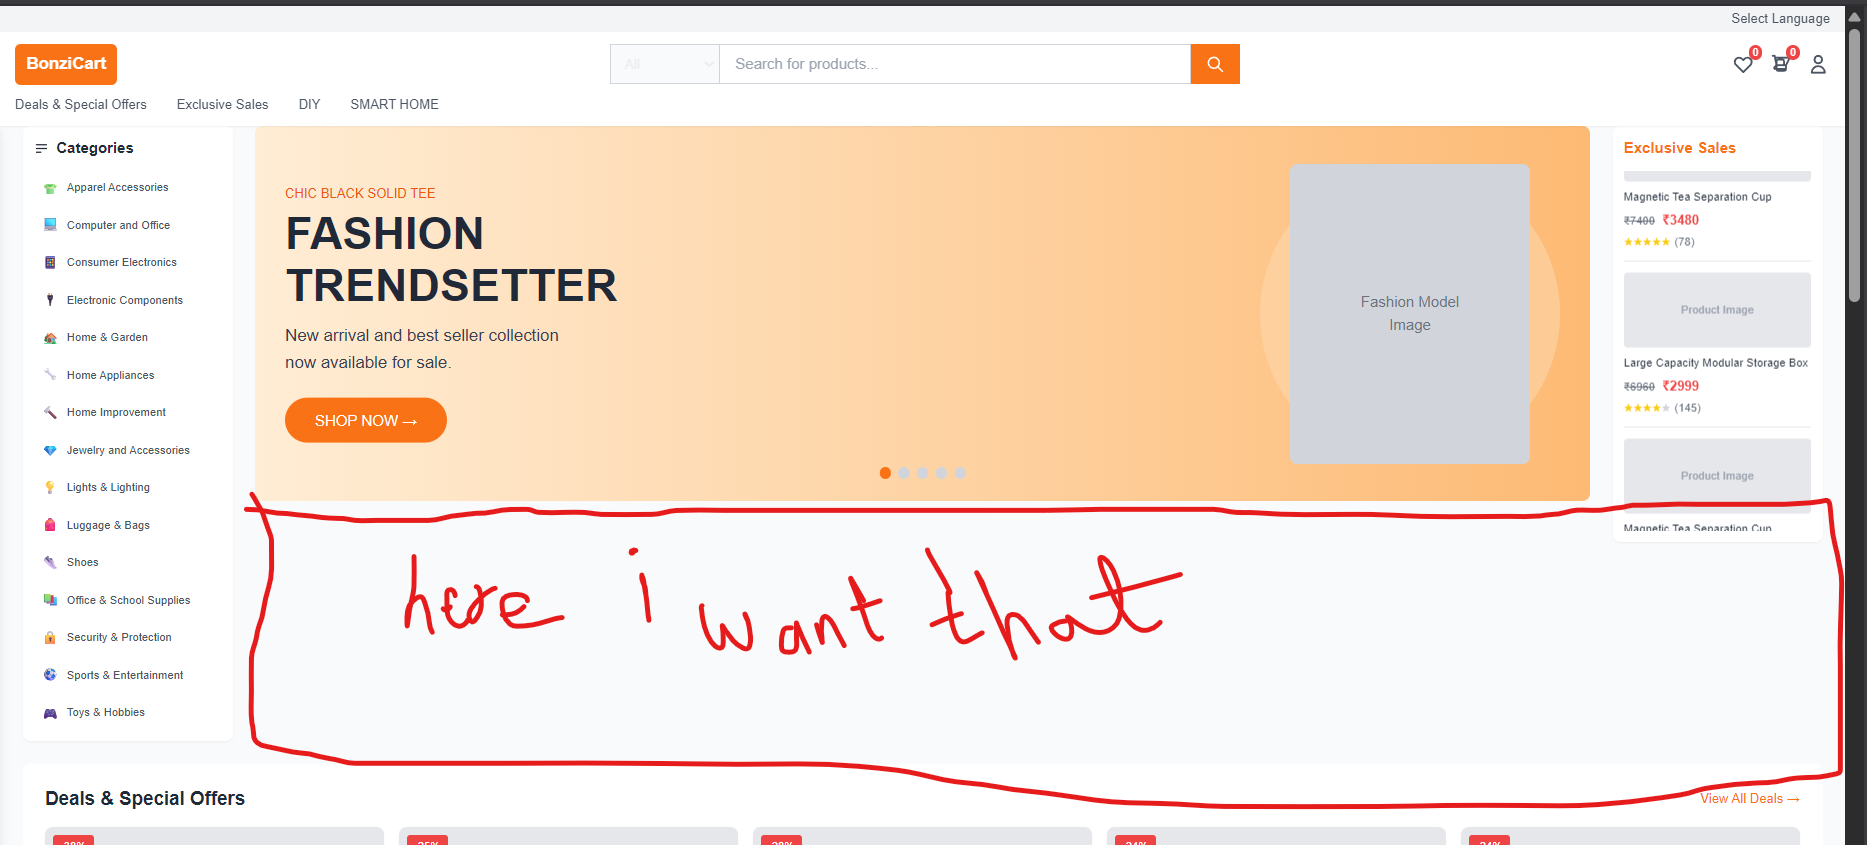 Select Language
BonziCart
All
Search for products...
0
0
Deals & Special Offers
Exclusive Sales
DIY
SMART HOME
Categories
Apparel Accessories
Computer and Office
Consumer Electronics
Electronic Components
Home & Garden
Home Appliances
Home Improvement
Jewelry and Accessories
Lights & Lighting
Luggage & Bags
Shoes
Office & School Supplies
Security & Protection
Sports & Entertainment
Toys & Hobbies
CHIC BLACK SOLID TEE
FASHION
TRENDSETTER
New arrival and best seller collection
now available for sale.
SHOP NOW →
Fashion Model
Image
Exclusive Sales
Magnetic Tea Separation Cup
₹7400 ₹3480
★★★★★ (78)
Product Image
Large Capacity Modular Storage Box
₹6960 ₹2999
★★★★★ (145)
Product Image
Magnetic Tea Separation Cup
here i want that
Deals & Special Offers
View All Deals →